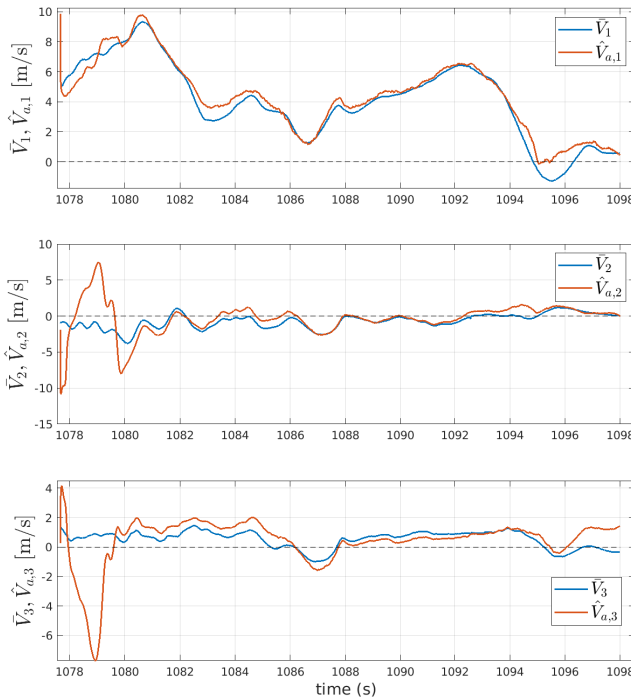 V̄₁, V̂ₐ,₁ [m/s]
10
8
6
4
2
0
V̄₁
V̂ₐ,₁
1078 1080 1082 1084 1086 1088 1090 1092 1094 1096 1098
V̄₂, V̂ₐ,₂ [m/s]
10
5
0
-5
-10
-15
V̄₂
V̂ₐ,₂
1078 1080 1082 1084 1086 1088 1090 1092 1094 1096 1098
V̄₃, V̂ₐ,₃ [m/s]
4
2
0
-2
-4
-6
V̄₃
V̂ₐ,₃
1078 1080 1082 1084 1086 1088 1090 1092 1094 1096 1098
time (s)